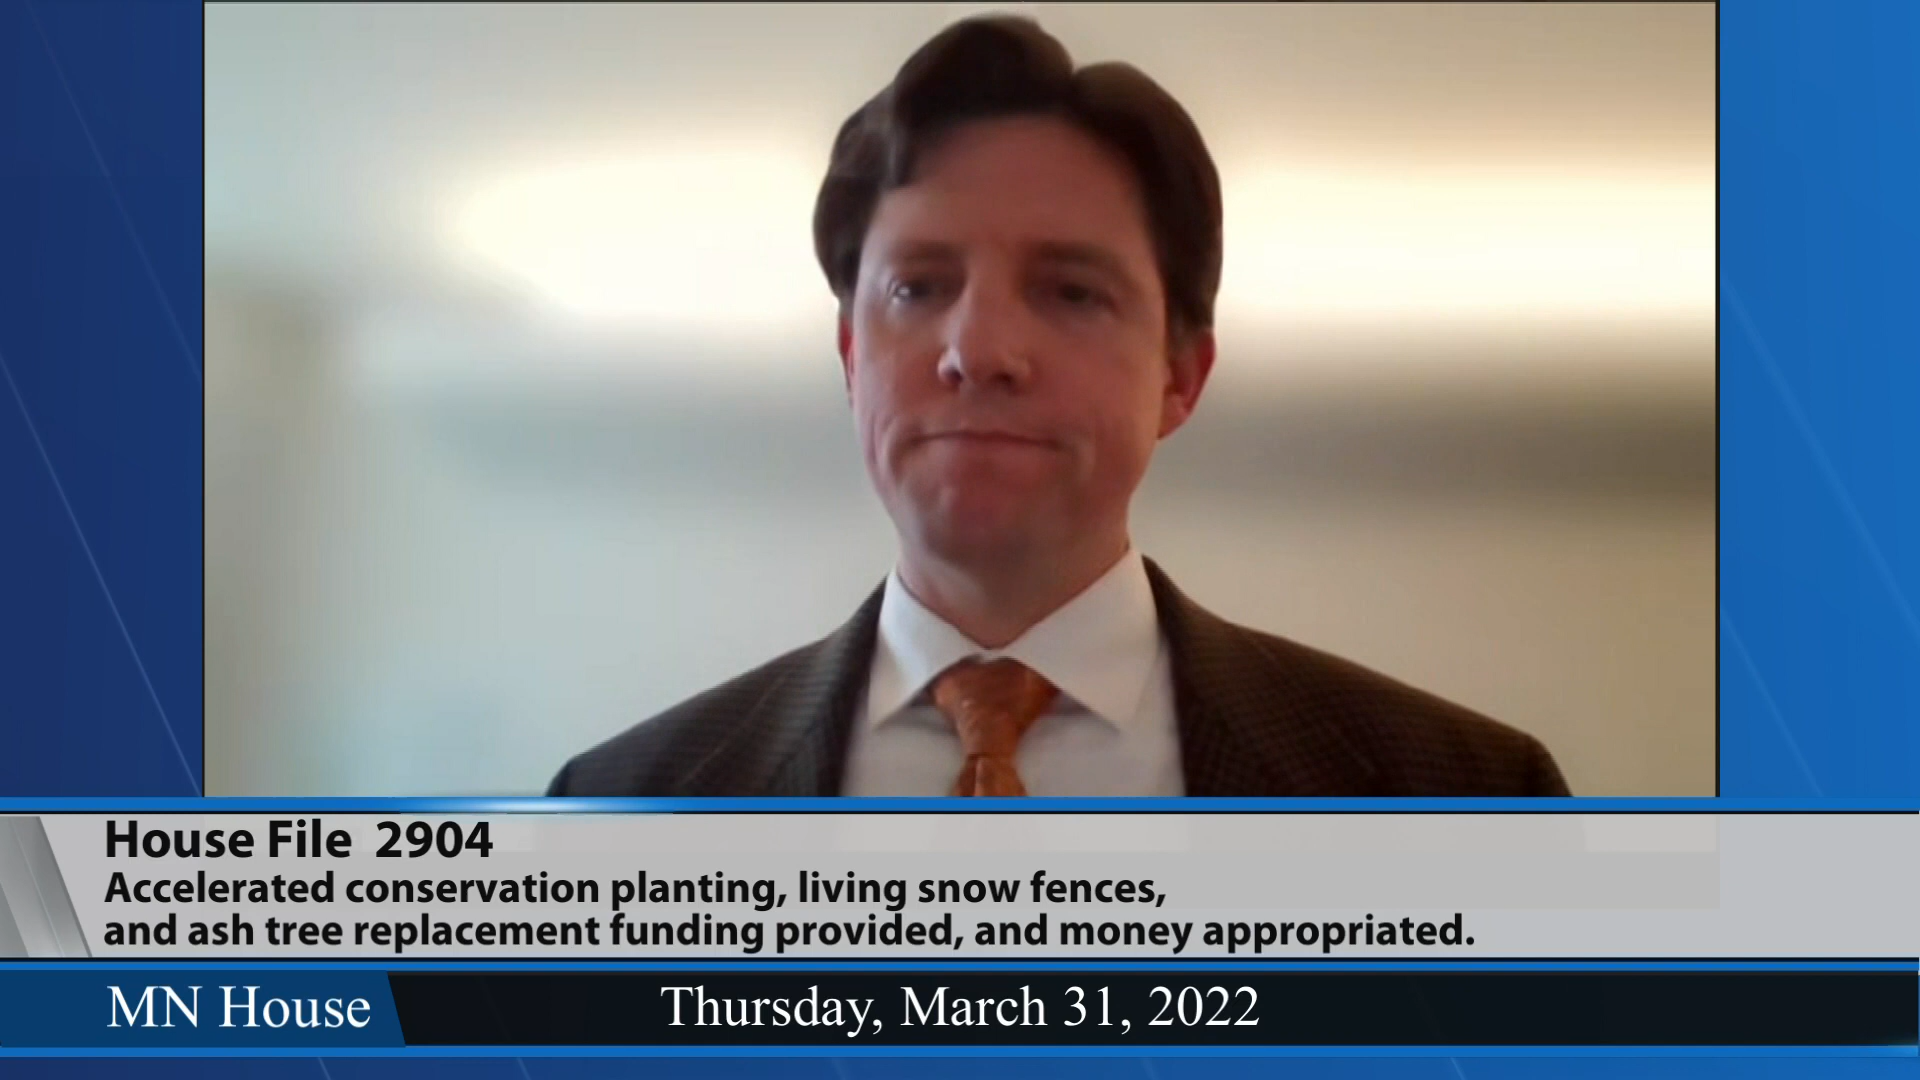 House File 2904
Accelerated conservation planting, living snow fences,
and ash tree replacement funding provided, and money appropriated.
MN House
Thursday, March 31, 2022